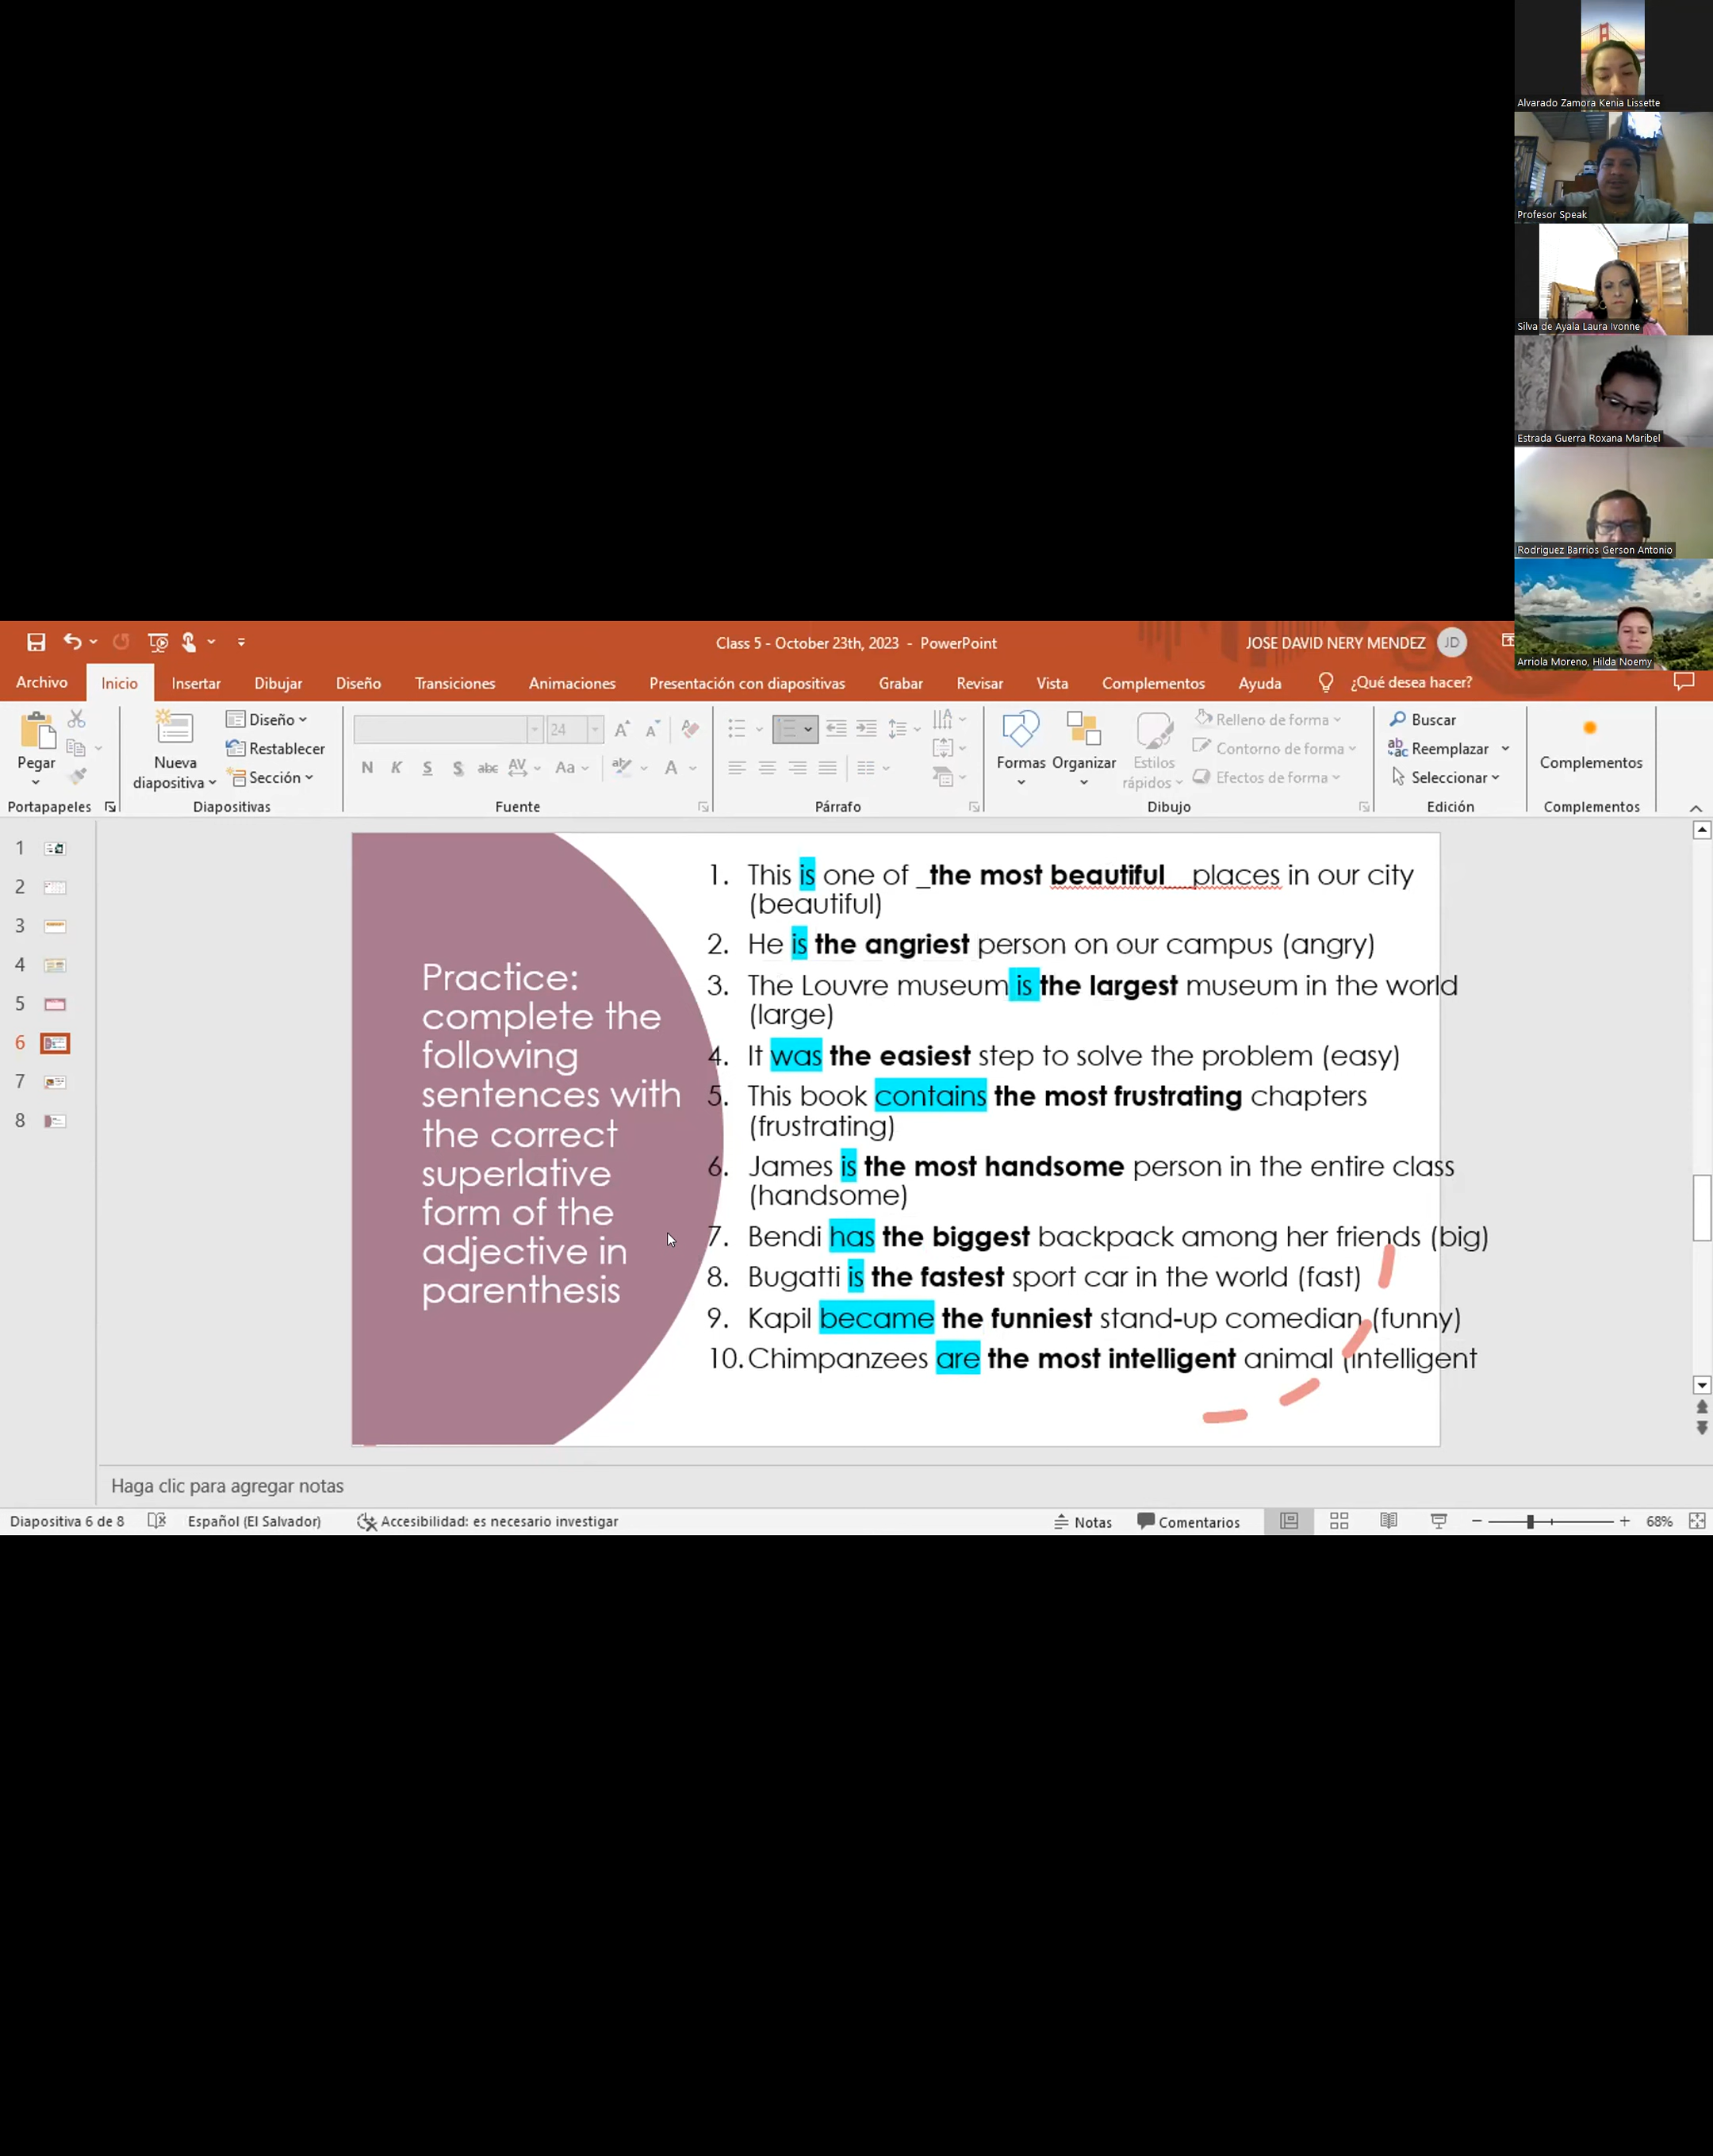 Alvarado Zamora Kenia Lissette
Profesor Speak
Silva de Ayala Laura Ivonne
Estrada Guerra Roxana Maribel
Rodriguez Barrios Gerson Antonio
Arriola Moreno, Hilda Noemy
Class 5 - October 23th, 2023 - PowerPoint
JOSE DAVID NERY MENDEZ JD
Archivo Inicio Insertar Dibujar Diseño Transiciones Animaciones Presentación con diapositivas Grabar Revisar Vista Complementos Ayuda ¿Qué desea hacer?
Pegar
Portapapeles
Nueva
diapositiva
Diseño
Restablecer
Sección
Diapositivas
24
N K S S abc AV Aa A
Fuente
Párrafo
Formas
Organizar
Estilos
rápidos
Relleno de forma
Contorno de forma
Efectos de forma
Dibujo
Buscar
Reemplazar
Seleccionar
Edición
Complementos
Complementos
1
2
3
4
5
6
7
8
Practice:
complete the
following
sentences with
the correct
superlative
form of the
adjective in
parenthesis
1. This is one of _the most beautiful__places in our city
(beautiful)
2. He is the angriest person on our campus (angry)
3. The Louvre museum is the largest museum in the world
(large)
4. It was the easiest step to solve the problem (easy)
5. This book contains the most frustrating chapters
(frustrating)
6. James is the most handsome person in the entire class
(handsome)
7. Bendi has the biggest backpack among her friends (big)
8. Bugatti is the fastest sport car in the world (fast)
9. Kapil became the funniest stand-up comedian (funny)
10. Chimpanzees are the most intelligent animal (intelligent
Haga clic para agregar notas
Diapositiva 6 de 8 Español (El Salvador) Accesibilidad: es necesario investigar Notas Comentarios 68%